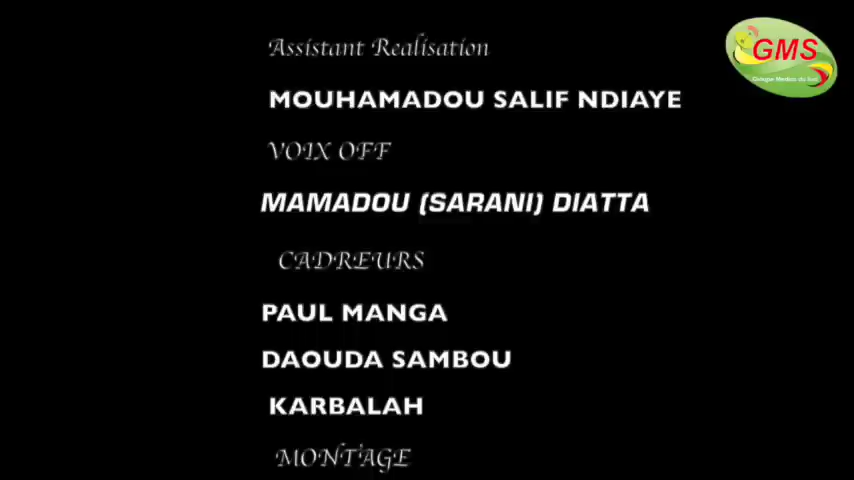 Assistant Realisation
MOUHAMADOU SALIF NDIAYE
VOIX OFF
MAMADOU (SARANI) DIATTA
CADREURS
PAUL MANGA
DAOUDA SAMBOU
KARBALAH
MONTAGE
GMS